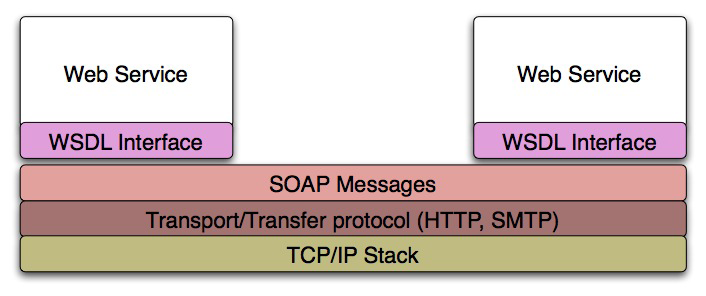 Web Service
Web Service
WSDL Interface
WSDL Interface
SOAP Messages
Transport/Transfer protocol (HTTP, SMTP)
TCP/IP Stack